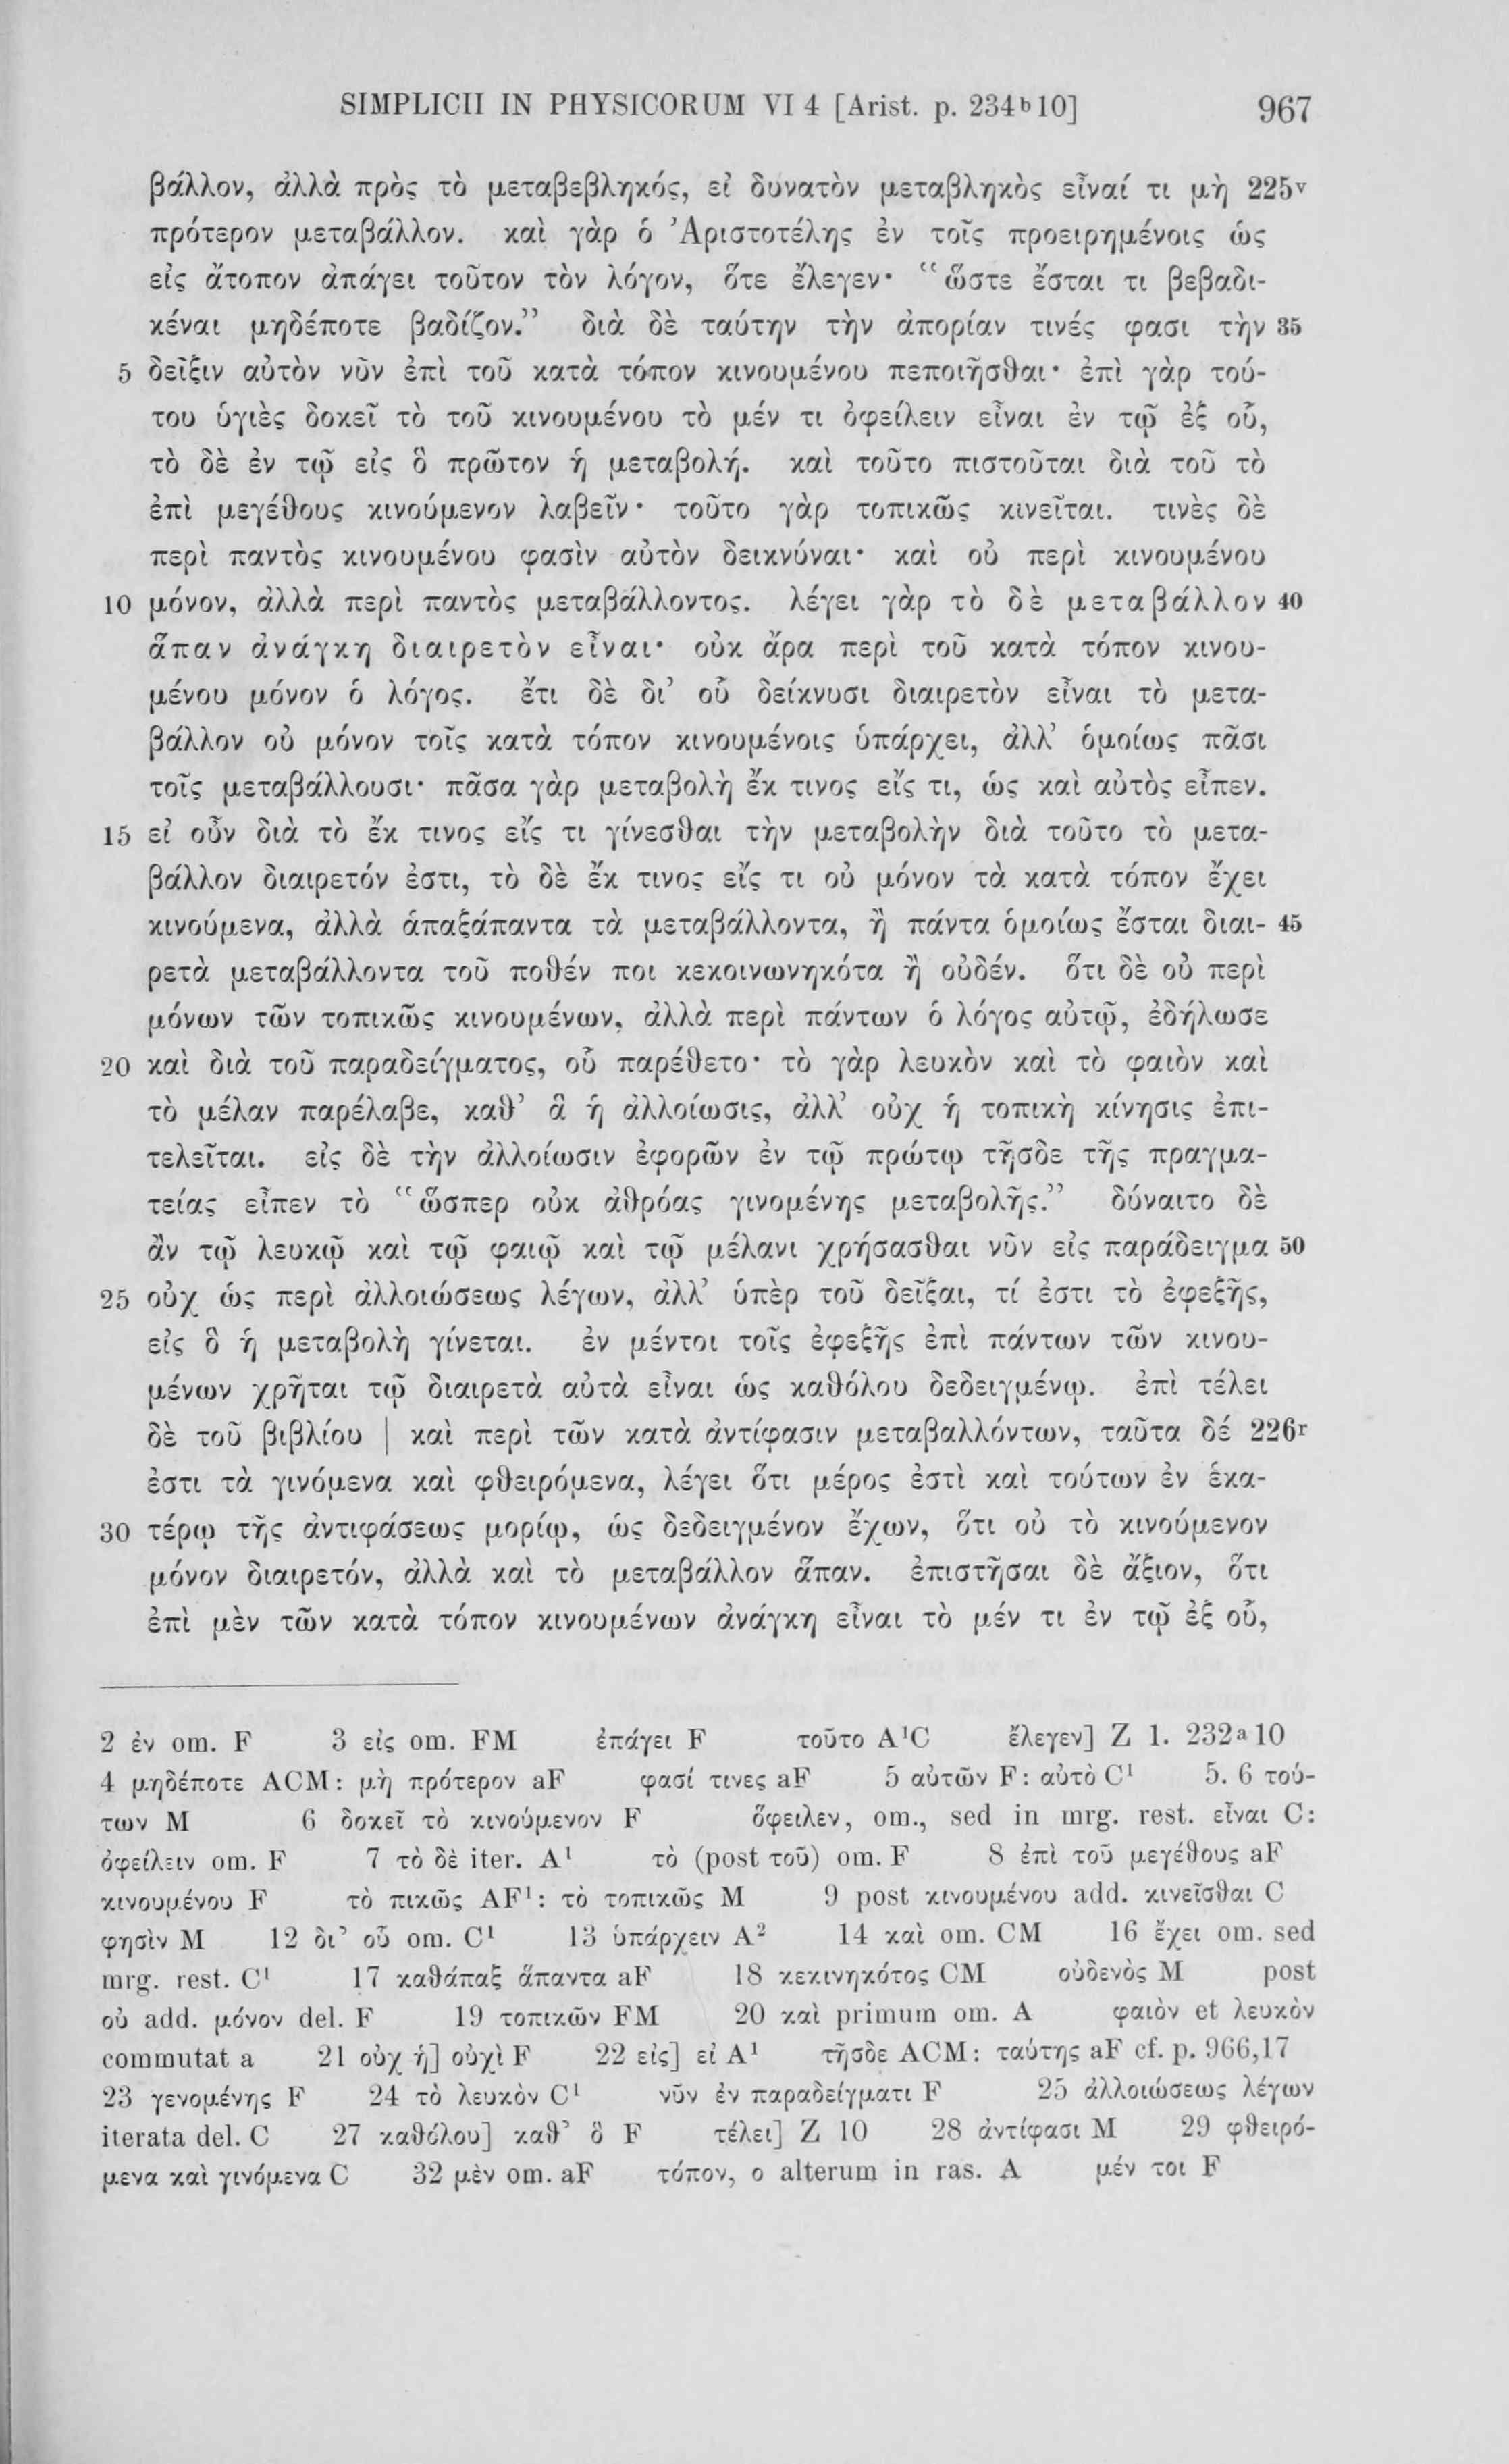 SIMPLICII IN PHYSICORUM VI 4 [Arist. p. 234ᵇ10] 967
βάλλον, ἀλλὰ πρὸς τὸ μεταβεβληκός, εἰ δυνατὸν μεταβληκὸς εἶναί τι μὴ 225ᵛ
πρότερον μεταβάλλον. καὶ γὰρ ὁ Ἀριστοτέλης ἐν τοῖς προειρημένοις ὡς
εἰς ἄτοπον ἀπάγει τοῦτον τὸν λόγον, ὅτε ἔλεγεν· “ὥστε ἔσται τι βεβαδι-
κέναι μηδέποτε βαδίζον.” διὰ δὲ ταύτην τὴν ἀπορίαν τινές φασι τὴν 35
5 δεῖξιν αὐτὸν νῦν ἐπὶ τοῦ κατὰ τόπον κινουμένου πεποιῆσθαι· ἐπὶ γὰρ τού-
του ὑγιὲς δοκεῖ τὸ τοῦ κινουμένου τὸ μέν τι ὀφείλειν εἶναι ἐν τῷ ἐξ οὗ,
τὸ δὲ ἐν τῷ εἰς ὃ πρῶτον ἡ μεταβολή. καὶ τοῦτο πιστοῦται διὰ τοῦ τὸ
ἐπὶ μεγέθους κινούμενον λαβεῖν· τοῦτο γὰρ τοπικῶς κινεῖται. τινὲς δὲ
περὶ παντὸς κινουμένου φασὶν αὐτὸν δεικνύναι· καὶ οὐ περὶ κινουμένου
10 μόνον, ἀλλὰ περὶ παντὸς μεταβάλλοντος. λέγει γὰρ τὸ δὲ μεταβάλλον 40
ἅπαν ἀνάγκη διαιρετὸν εἶναι· οὐκ ἄρα περὶ τοῦ κατὰ τόπον κινου-
μένου μόνον ὁ λόγος. ἔτι δὲ δι’ οὗ δείκνυσι διαιρετὸν εἶναι τὸ μετα-
βάλλον οὐ μόνον τοῖς κατὰ τόπον κινουμένοις ὑπάρχει, ἀλλ’ ὁμοίως πᾶσι
τοῖς μεταβάλλουσι· πᾶσα γὰρ μεταβολὴ ἔκ τινος εἴς τι, ὡς καὶ αὐτὸς εἶπεν.
15 εἰ οὖν διὰ τὸ ἔκ τινος εἴς τι γίνεσθαι τὴν μεταβολὴν διὰ τοῦτο τὸ μετα-
βάλλον διαιρετόν ἐστι, τὸ δὲ ἔκ τινος εἴς τι οὐ μόνον τὰ κατὰ τόπον ἔχει
κινούμενα, ἀλλὰ ἁπαξάπαντα τὰ μεταβάλλοντα, ἢ πάντα ὁμοίως ἔσται διαι- 45
ρετὰ μεταβάλλοντα τοῦ ποθέν ποι κεκοινωνηκότα ἢ οὐδέν. ὅτι δὲ οὐ περὶ
μόνων τῶν τοπικῶς κινουμένων, ἀλλὰ περὶ πάντων ὁ λόγος αὐτῷ, ἐδήλωσε
20 καὶ διὰ τοῦ παραδείγματος, οὗ παρέθετο· τὸ γὰρ λευκὸν καὶ τὸ φαιὸν καὶ
τὸ μέλαν παρέλαβε, καθ’ ἃ ἡ ἀλλοίωσις, ἀλλ’ οὐχ ἡ τοπικὴ κίνησις ἐπι-
τελεῖται. εἰς δὲ τὴν ἀλλοίωσιν ἐφορῶν ἐν τῷ πρώτῳ τῆσδε τῆς πραγμα-
τείας εἶπεν τὸ “ὥσπερ οὐκ ἀθρόας γινομένης μεταβολῆς.” δύναιτο δὲ
ἂν τῷ λευκῷ καὶ τῷ φαιῷ καὶ τῷ μέλανι χρήσασθαι νῦν εἰς παράδειγμα 50
25 οὐχ ὡς περὶ ἀλλοιώσεως λέγων, ἀλλ’ ὑπὲρ τοῦ δεῖξαι, τί ἐστι τὸ ἐφεξῆς,
εἰς ὃ ἡ μεταβολὴ γίνεται. ἐν μέντοι τοῖς ἐφεξῆς ἐπὶ πάντων τῶν κινου-
μένων χρῆται τῷ διαιρετὰ αὐτὰ εἶναι ὡς καθόλου δεδειγμένῳ. ἐπὶ τέλει
δὲ τοῦ βιβλίου | καὶ περὶ τῶν κατὰ ἀντίφασιν μεταβαλλόντων, ταῦτα δέ 226ʳ
ἐστι τὰ γινόμενα καὶ φθειρόμενα, λέγει ὅτι μέρος ἐστὶ καὶ τούτων ἐν ἑκα-
30 τέρῳ τῆς ἀντιφάσεως μορίῳ, ὡς δεδειγμένον ἔχων, ὅτι οὐ τὸ κινούμενον
μόνον διαιρετόν, ἀλλὰ καὶ τὸ μεταβάλλον ἅπαν. ἐπιστῆσαι δὲ ἄξιον, ὅτι
ἐπὶ μὲν τῶν κατὰ τόπον κινουμένων ἀνάγκη εἶναι τὸ μέν τι ἐν τῷ ἐξ οὗ,
2 ἐν om. F 3 εἰς om. FM ἐπάγει F τοῦτο A¹C ἔλεγεν] Z 1. 232ᵃ10
4 μηδέποτε ACM: μὴ πρότερον aF φασί τινες aF 5 αὐτῶν F: αὐτὸ C¹ 5. 6 τού-
των M 6 δοκεῖ τὸ κινούμενον F ὄφειλεν, om., sed in mrg. rest. εἶναι C:
ὀφείλειν om. F 7 τὸ δὲ iter. A¹ τὸ (post τοῦ) om. F 8 ἐπὶ τοῦ μεγέθους aF
κινουμένου F τὸ πικῶς AF¹: τὸ τοπικῶς M 9 post κινουμένου add. κινεῖσθαι C
φησὶν M 12 δι’ οὗ om. C¹ 13 ὑπάρχειν A² 14 καὶ om. CM 16 ἔχει om. sed
mrg. rest. C¹ 17 καθάπαξ ἅπαντα aF 18 κεκινηκότος CM οὐδενὸς M post
οὐ add. μόνον del. F 19 τοπικῶν FM 20 καὶ primum om. A φαιὸν et λευκὸν
commutat a 21 οὐχ ἡ] οὐχὶ F 22 εἰς] εἰ A¹ τῆσδε ACM: ταύτης aF cf. p. 966,17
23 γενομένης F 24 τὸ λευκὸν C¹ νῦν ἐν παραδείγματι F 25 ἀλλοιώσεως λέγων
iterata del. C 27 καθόλου] καθ’ ὃ F τέλει] Z 10 28 ἀντίφασι M 29 φθειρό-
μενα καὶ γινόμενα C 32 μὲν om. aF τόπον, ο alterum in ras. A μέν τοι F